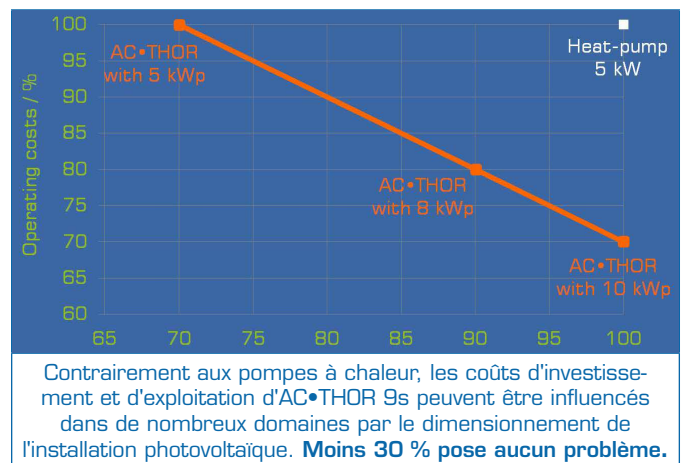 100
95
90
85
80
75
70
65
60
Operating costs / %
AC•THOR
with 5 kWp
Heat-pump
5 kW
AC•THOR
with 8 kWp
AC•THOR
with 10 kWp
65 70 75 80 85 90 95 100
Contrairement aux pompes à chaleur, les coûts d'investisse-
ment et d'exploitation d'AC•THOR 9s peuvent être influencés
dans de nombreux domaines par le dimensionnement de
l'installation photovoltaïque. Moins 30 % pose aucun problème.